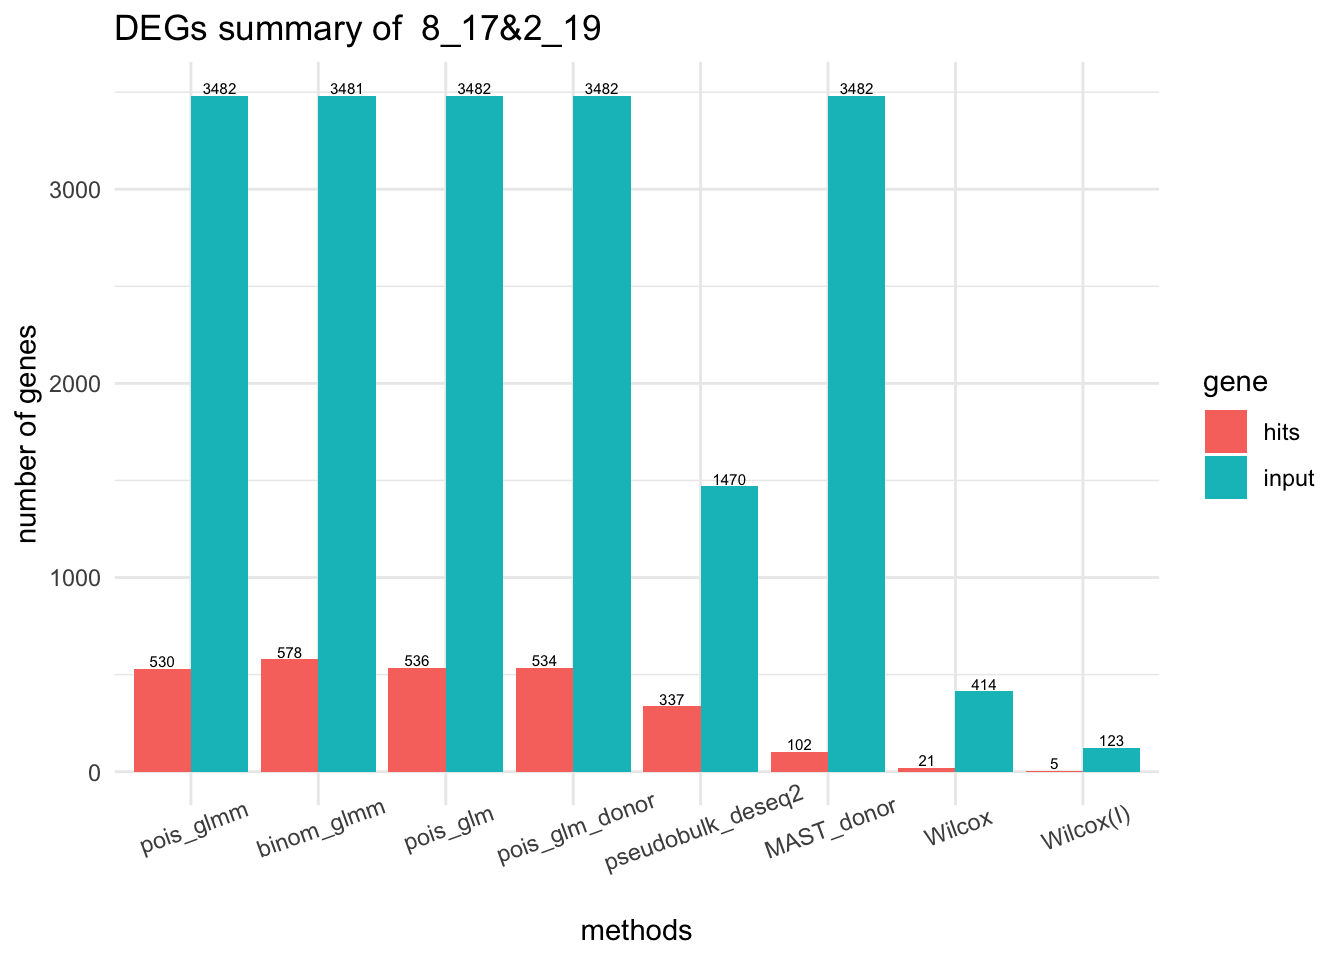 DEGs summary of  8_17&2_19
number of genes
3000
2000
1000
0
3482
3481
3482
3482
1470
3482
414
123
530
578
536
534
337
102
21
5
pois_glmm
binom_glmm
pois_glm
pois_glm_donor
pseudobulk_deseq2
MAST_donor
Wilcox
Wilcox(l)
methods
gene
hits
input